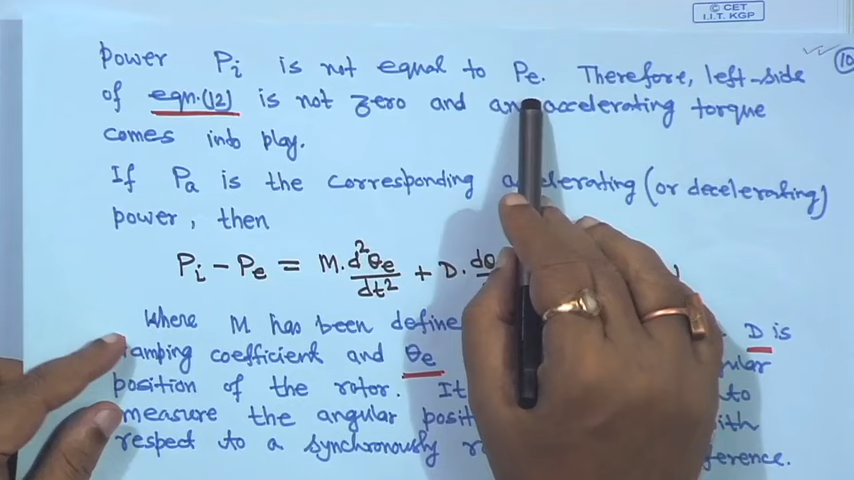 © CET
I.I.T. KGP
10
power Pi is not equal to Pe. Therefore, left-side
of eqn.(12) is not zero and an accelerating torque
comes into play.
If Pa is the corresponding accelerating (or decelerating)
power, then
Pi - Pe = M. d²θe/dt² + D.
Where M has been define D is
damping coefficient and θe
position of the rotor. It to
measure the angular posit with
respect to a synchronously ference.